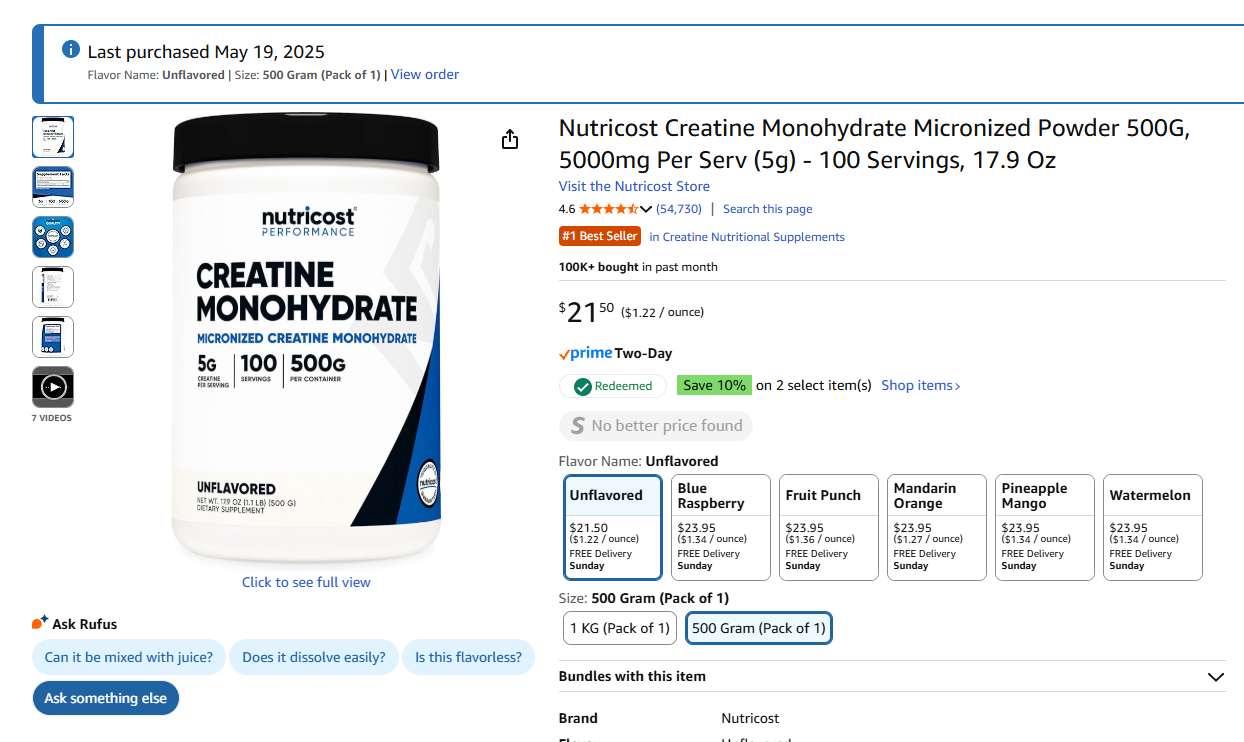 Last purchased May 19, 2025
Flavor Name: Unflavored | Size: 500 Gram (Pack of 1) | View order
nutricost®
PERFORMANCE
CREATINE
MONOHYDRATE
MICRONIZED CREATINE MONOHYDRATE
5G
CREATINE
PER SERVING
100
SERVINGS
500G
PER CONTAINER
UNFLAVORED
NET WT. 17.9 OZ (1.1 LB) (500 G)
DIETARY SUPPLEMENT
nutricost
Click to see full view
7 VIDEOS
Supplement Facts
Ask Rufus
Can it be mixed with juice?
Does it dissolve easily?
Is this flavorless?
Ask something else
Nutricost Creatine Monohydrate Micronized Powder 500G,
5000mg Per Serv (5g) - 100 Servings, 17.9 Oz
Visit the Nutricost Store
4.6 (54,730) | Search this page
#1 Best Seller in Creatine Nutritional Supplements
100K+ bought in past month
$21.50 ($1.22 / ounce)
prime Two-Day
Redeemed Save 10% on 2 select item(s) Shop items ›
S No better price found
Flavor Name: Unflavored
Unflavored
$21.50
($1.22 / ounce)
FREE Delivery
Sunday
Blue
Raspberry
$23.95
($1.34 / ounce)
FREE Delivery
Sunday
Fruit Punch
$23.95
($1.36 / ounce)
FREE Delivery
Sunday
Mandarin
Orange
$23.95
($1.27 / ounce)
FREE Delivery
Sunday
Pineapple
Mango
$23.95
($1.34 / ounce)
FREE Delivery
Sunday
Watermelon
$23.95
($1.34 / ounce)
FREE Delivery
Sunday
Size: 500 Gram (Pack of 1)
1 KG (Pack of 1)
500 Gram (Pack of 1)
Bundles with this item
Brand Nutricost